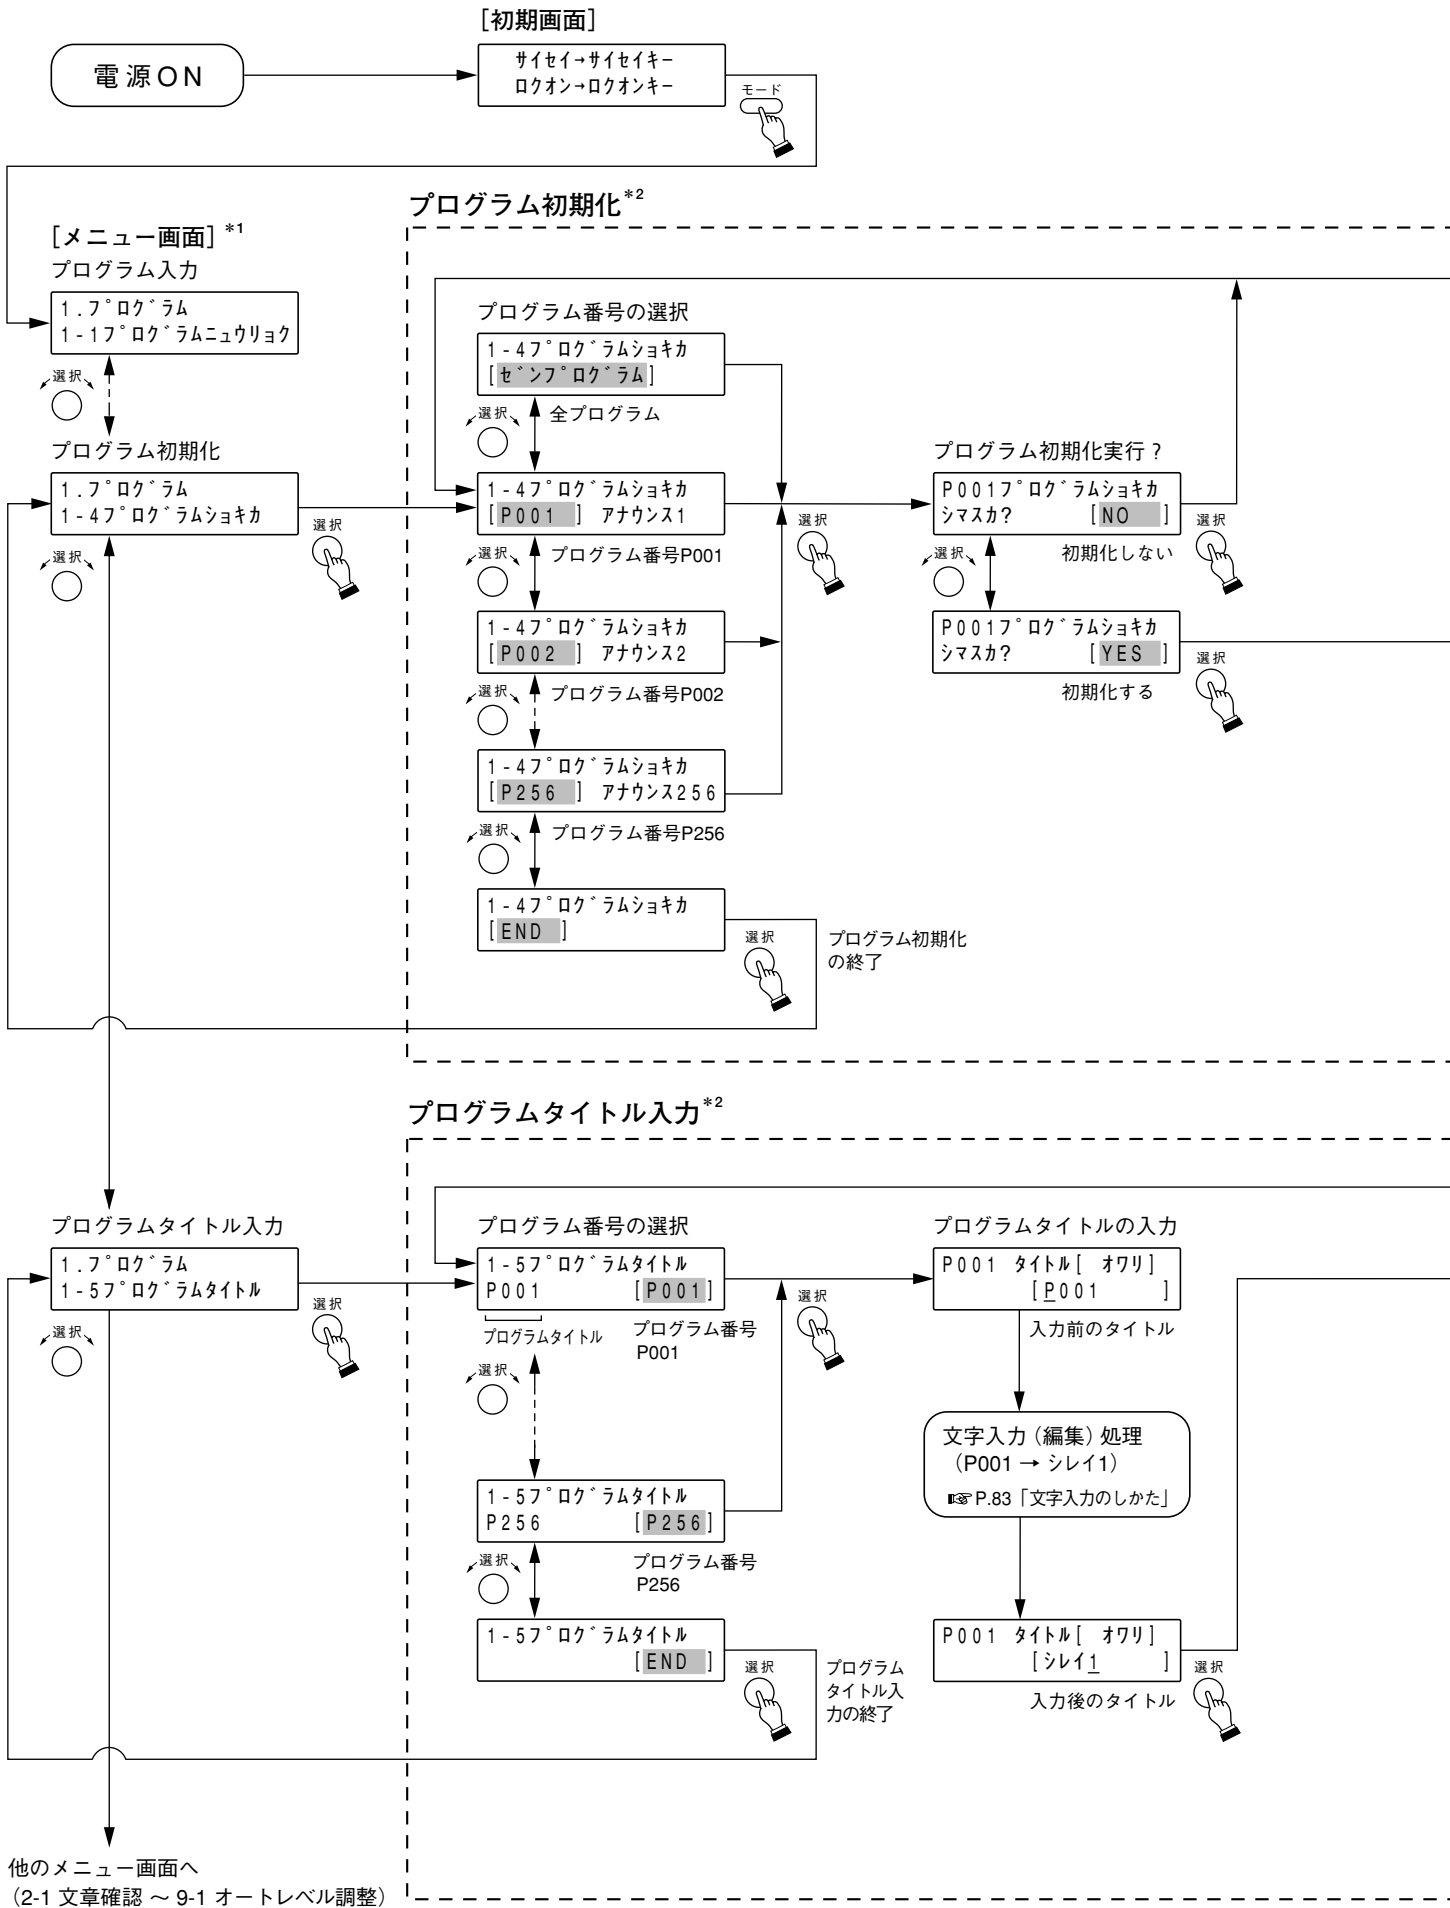 [初期画面]
電源ON
サイセイ→サイセイキー
ロクオン→ロクオンキー
モード
プログラム初期化*2
[メニュー画面]*1
プログラム入力
1.プログラム
1-1プログラムニュウリョク
選択
プログラム初期化
1.プログラム
1-4プログラムショキカ
選択
選択
プログラム番号の選択
1-4プログラムショキカ
[ゼンプログラム]
選択
全プログラム
1-4プログラムショキカ
[P001] アナウンス1
選択
プログラム番号P001
1-4プログラムショキカ
[P002] アナウンス2
選択
プログラム番号P002
1-4プログラムショキカ
[P256] アナウンス256
選択
プログラム番号P256
1-4プログラムショキカ
[END ]
選択
プログラム初期化
の終了
選択
プログラム初期化実行?
P001プログラムショキカ
シマスカ? [NO ]
選択
初期化しない
選択
P001プログラムショキカ
シマスカ? [YES ]
選択
初期化する
プログラムタイトル入力*2
プログラムタイトル入力
1.プログラム
1-5プログラムタイトル
選択
選択
プログラム番号の選択
1-5プログラムタイトル
P001 [P001]
プログラムタイトル
プログラム番号
P001
選択
選択
1-5プログラムタイトル
P256 [P256]
選択
プログラム番号
P256
1-5プログラムタイトル
[END ]
選択
プログラム
タイトル入
力の終了
プログラムタイトルの入力
P001 タイトル[ オワリ]
[P001 ]
入力前のタイトル
文字入力(編集)処理
(P001 → シレイ1)
☞P.83「文字入力のしかた」
P001 タイトル[ オワリ]
[シレイ1 ]
選択
入力後のタイトル
他のメニュー画面へ
(2-1 文章確認 ~ 9-1 オートレベル調整)